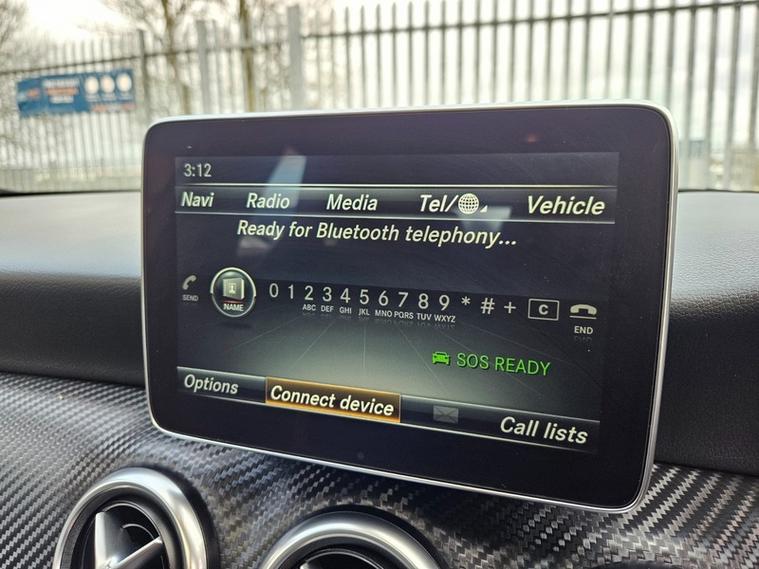 3:12
Navi Radio Media Tel/ Vehicle
Ready for Bluetooth telephony...
SEND NAME 0 1 2 3 4 5 6 7 8 9 * # + C END
ABC DEF GHI JKL MNO PQRS TUV WXYZ
SOS READY
Options Connect device Call lists